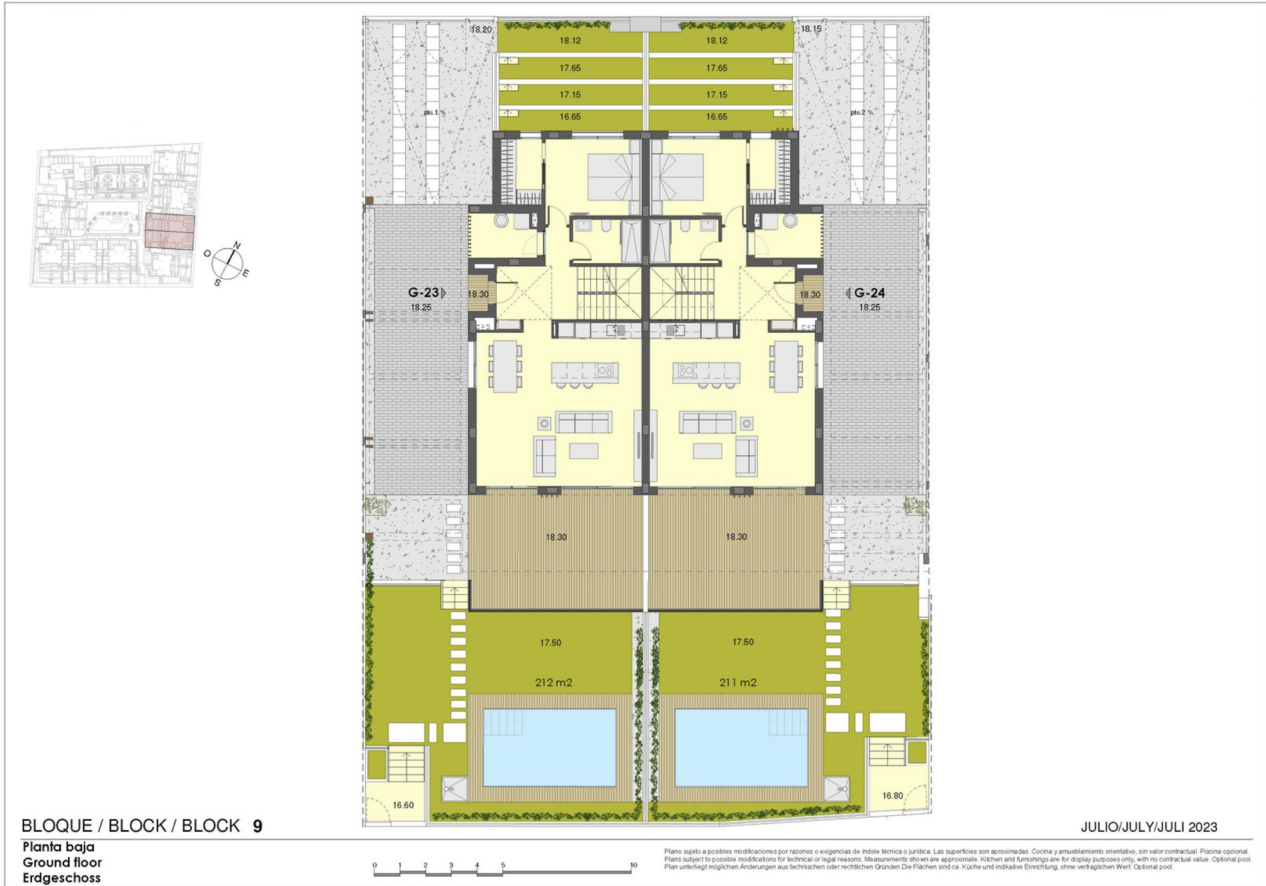 18.20
18.15
18.12
18.12
17.65
17.65
17.15
17.15
pte.1 %
pte.2 %
16.65
16.65
N
O
E
S
G-23
18.30
18.30
G-24
18.25
18.25
18.30
18.30
17.50
17.50
212 m2
211 m2
16.60
16.80
BLOQUE / BLOCK / BLOCK 9
JULIO/JULY/JULI 2023
Planta baja
Ground floor
Erdgeschoss
0 1 2 3 4 5 10
Plano sujeto a posibles modificaciones por razones o exigencias de índole técnica o jurídica. Las superficies son aproximadas. Cocina y amueblamiento orientativo, sin valor contractual. Piscina opcional.
Plans subject to possible modifications for technical or legal reasons. Measurements shown are approximate. Kitchen and furnishings are for display purposes only, with no contractual value. Optional pool.
Plan unterliegt möglichen Änderungen aus technischen oder rechtlichen Gründen Die Flächen sind ca. Küche und indikative Einrichtung, ohne vertraglichen Wert. Optional pool.